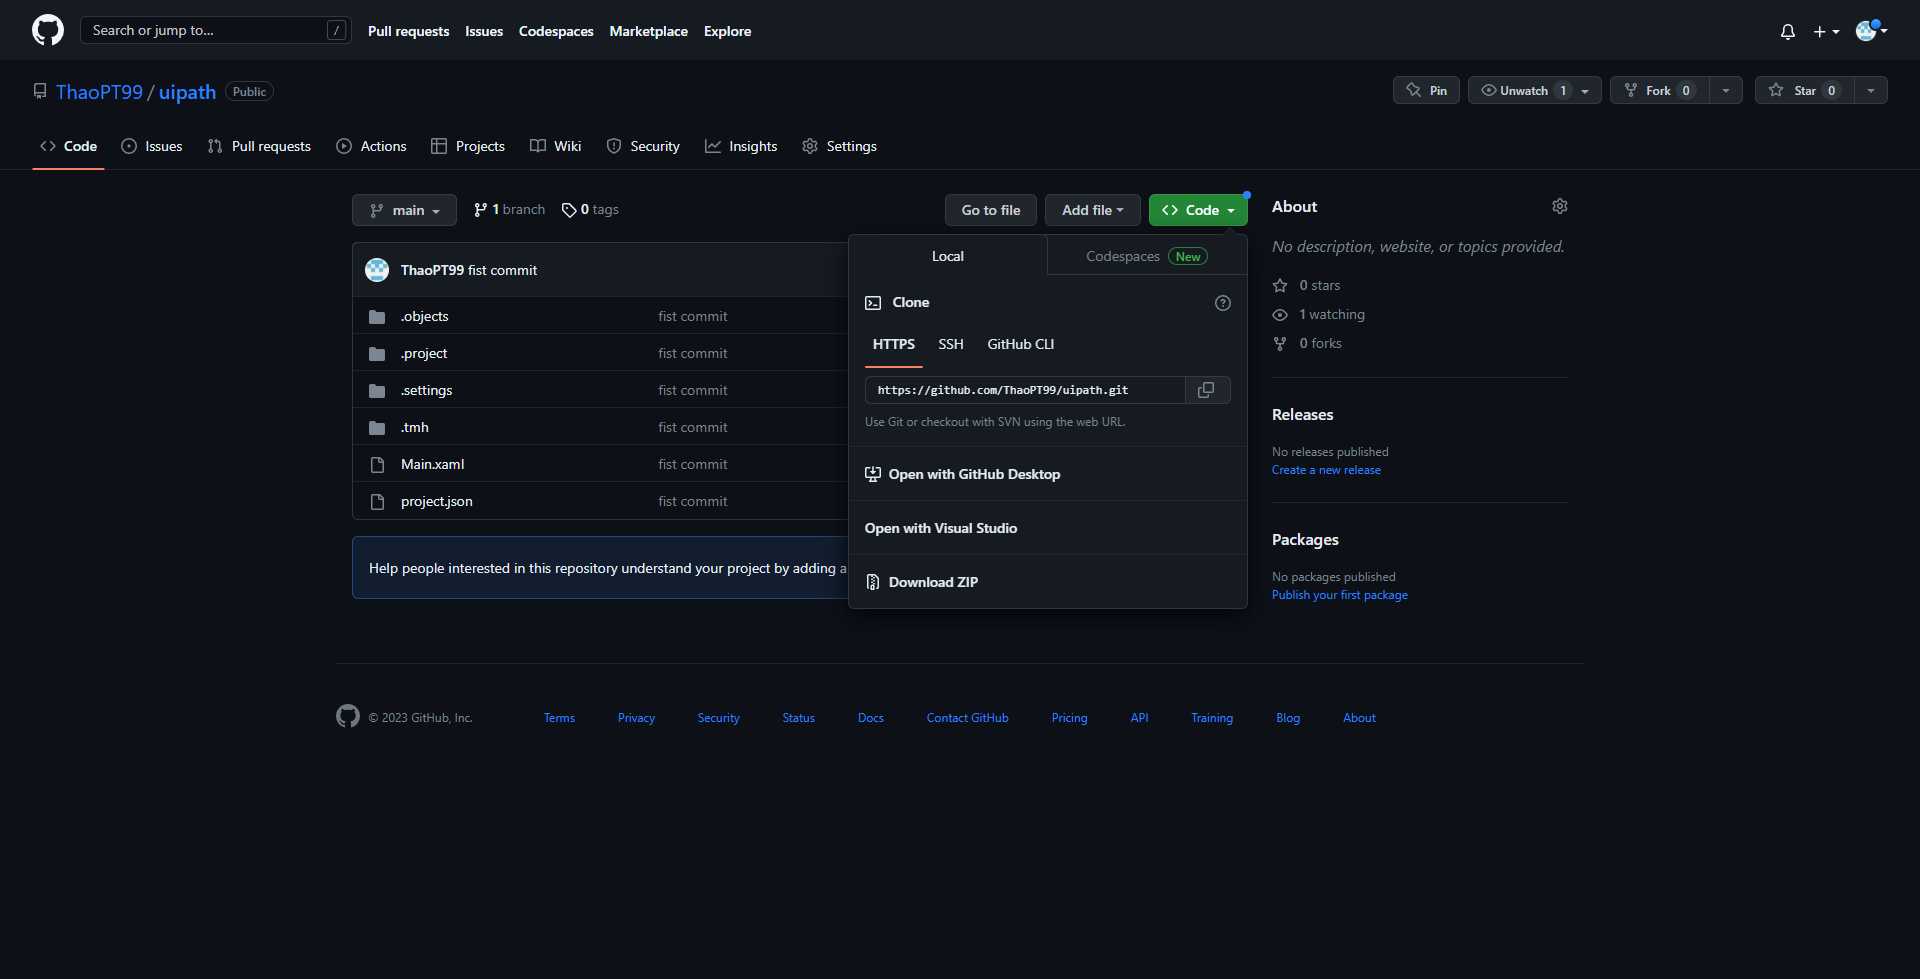 Search or jump to... /
Pull requests Issues Codespaces Marketplace Explore
ThaoPT99 / uipath Public
Pin Unwatch 1 Fork 0 Star 0
Code Issues Pull requests Actions Projects Wiki Security Insights Settings
main 1 branch 0 tags Go to file Add file Code
ThaoPT99 fist commit
.objects fist commit
.project fist commit
.settings fist commit
.tmh fist commit
Main.xaml fist commit
project.json fist commit
Help people interested in this repository understand your project by adding a
Local Codespaces New
Clone
HTTPS SSH GitHub CLI
https://github.com/ThaoPT99/uipath.git
Use Git or checkout with SVN using the web URL.
Open with GitHub Desktop
Open with Visual Studio
Download ZIP
About
No description, website, or topics provided.
0 stars
1 watching
0 forks
Releases
No releases published
Create a new release
Packages
No packages published
Publish your first package
© 2023 GitHub, Inc. Terms Privacy Security Status Docs Contact GitHub Pricing API Training Blog About